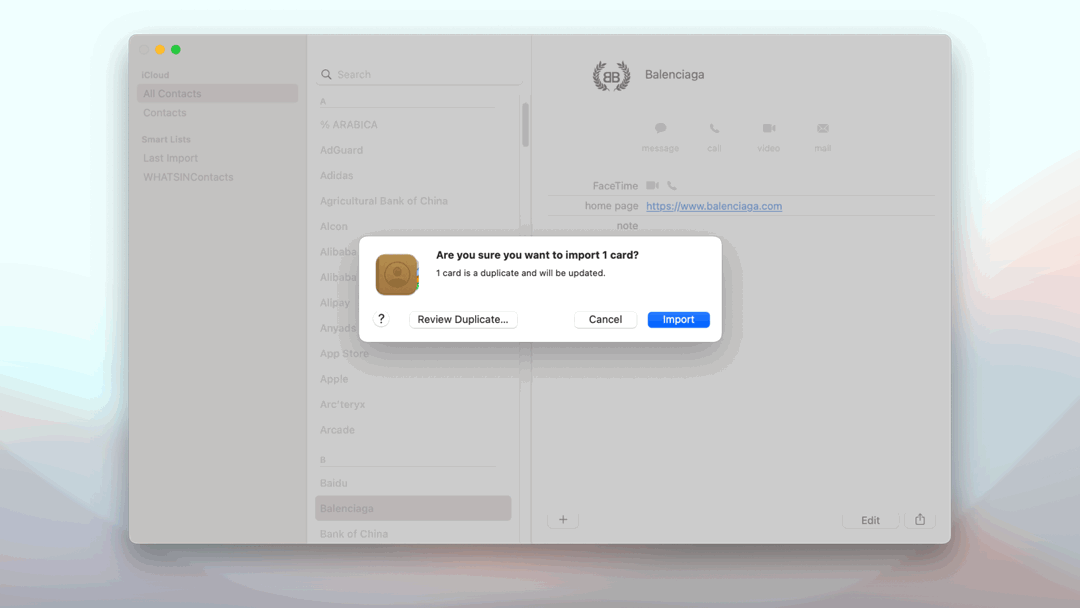 iCloud
All Contacts
Contacts
Smart Lists
Last Import
WHATSINContacts
Search
A
% ARABICA
AdGuard
Adidas
Agricultural Bank of China
Alcon
Alibaba
Alibaba
Alipay
Anyads
App Store
Apple
Arc'teryx
Arcade
B
Baidu
Balenciaga
Bank of China
BB
Balenciaga
message call video mail
FaceTime
home page https://www.balenciaga.com
note
+ Edit
Are you sure you want to import 1 card?
1 card is a duplicate and will be updated.
? Review Duplicate... Cancel Import